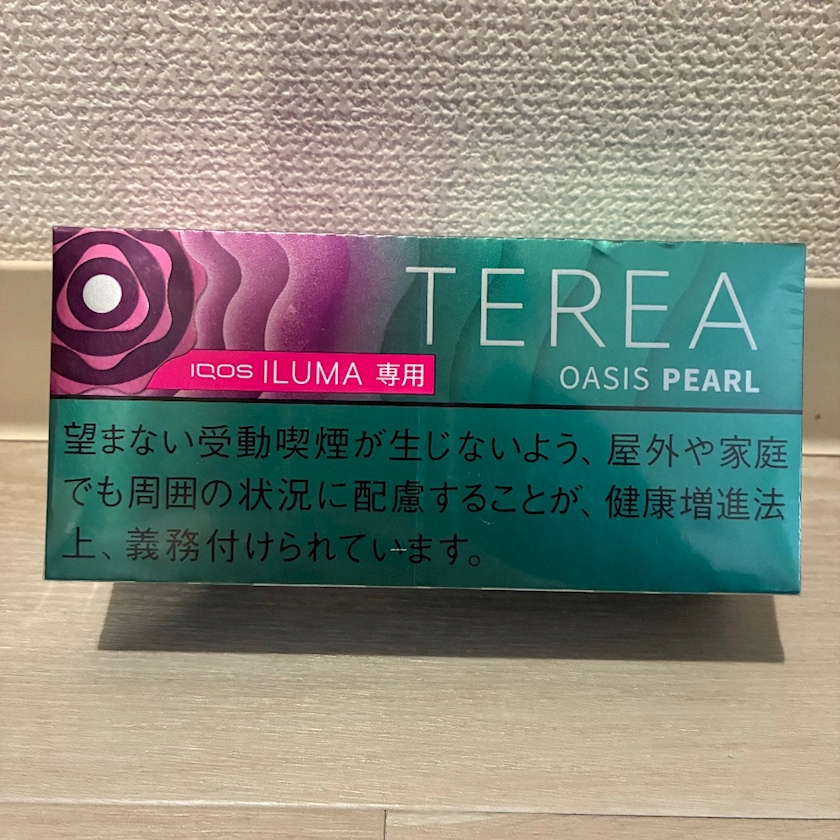 TEREA
OASIS PEARL
IQOS ILUMA 専用
望まない受動喫煙が生じないよう、屋外や家庭
でも周囲の状況に配慮することが、健康増進法
上、義務付けられています。